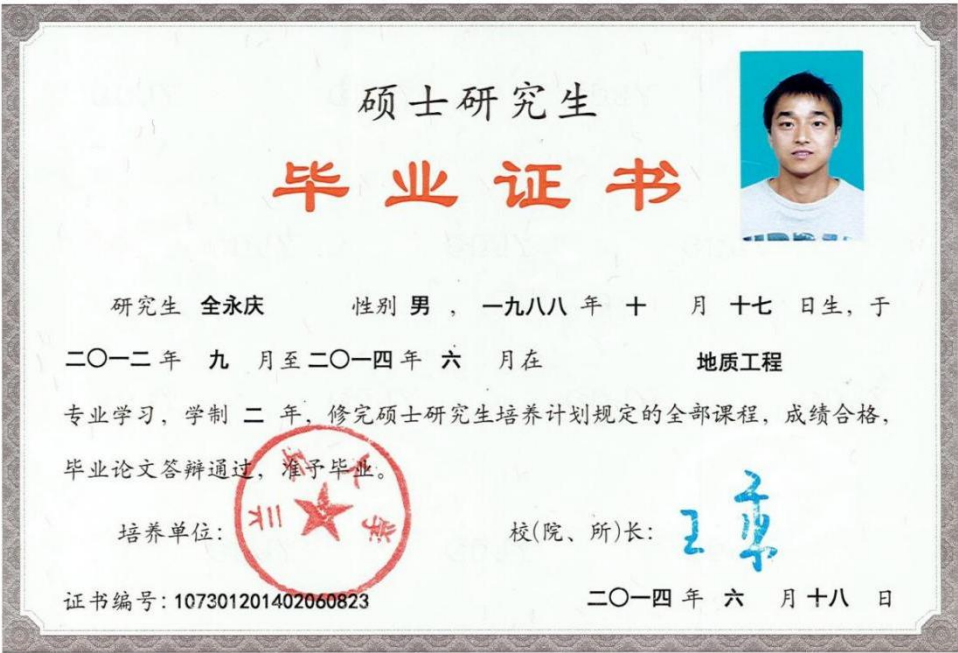 硕士研究生
毕业证书
研究生 全永庆 性别 男 ， 一九八八 年 十 月 十七 日生，于
二〇一二 年 九 月至 二〇一四 年 六 月在 地质工程
专业学习，学制 二 年，修完硕士研究生培养计划规定的全部课程，成绩合格，
毕业论文答辩通过，准予毕业。
培养单位： 校(院、所)长：
证书编号：107301201402060823 二〇一四 年 六 月 十八 日